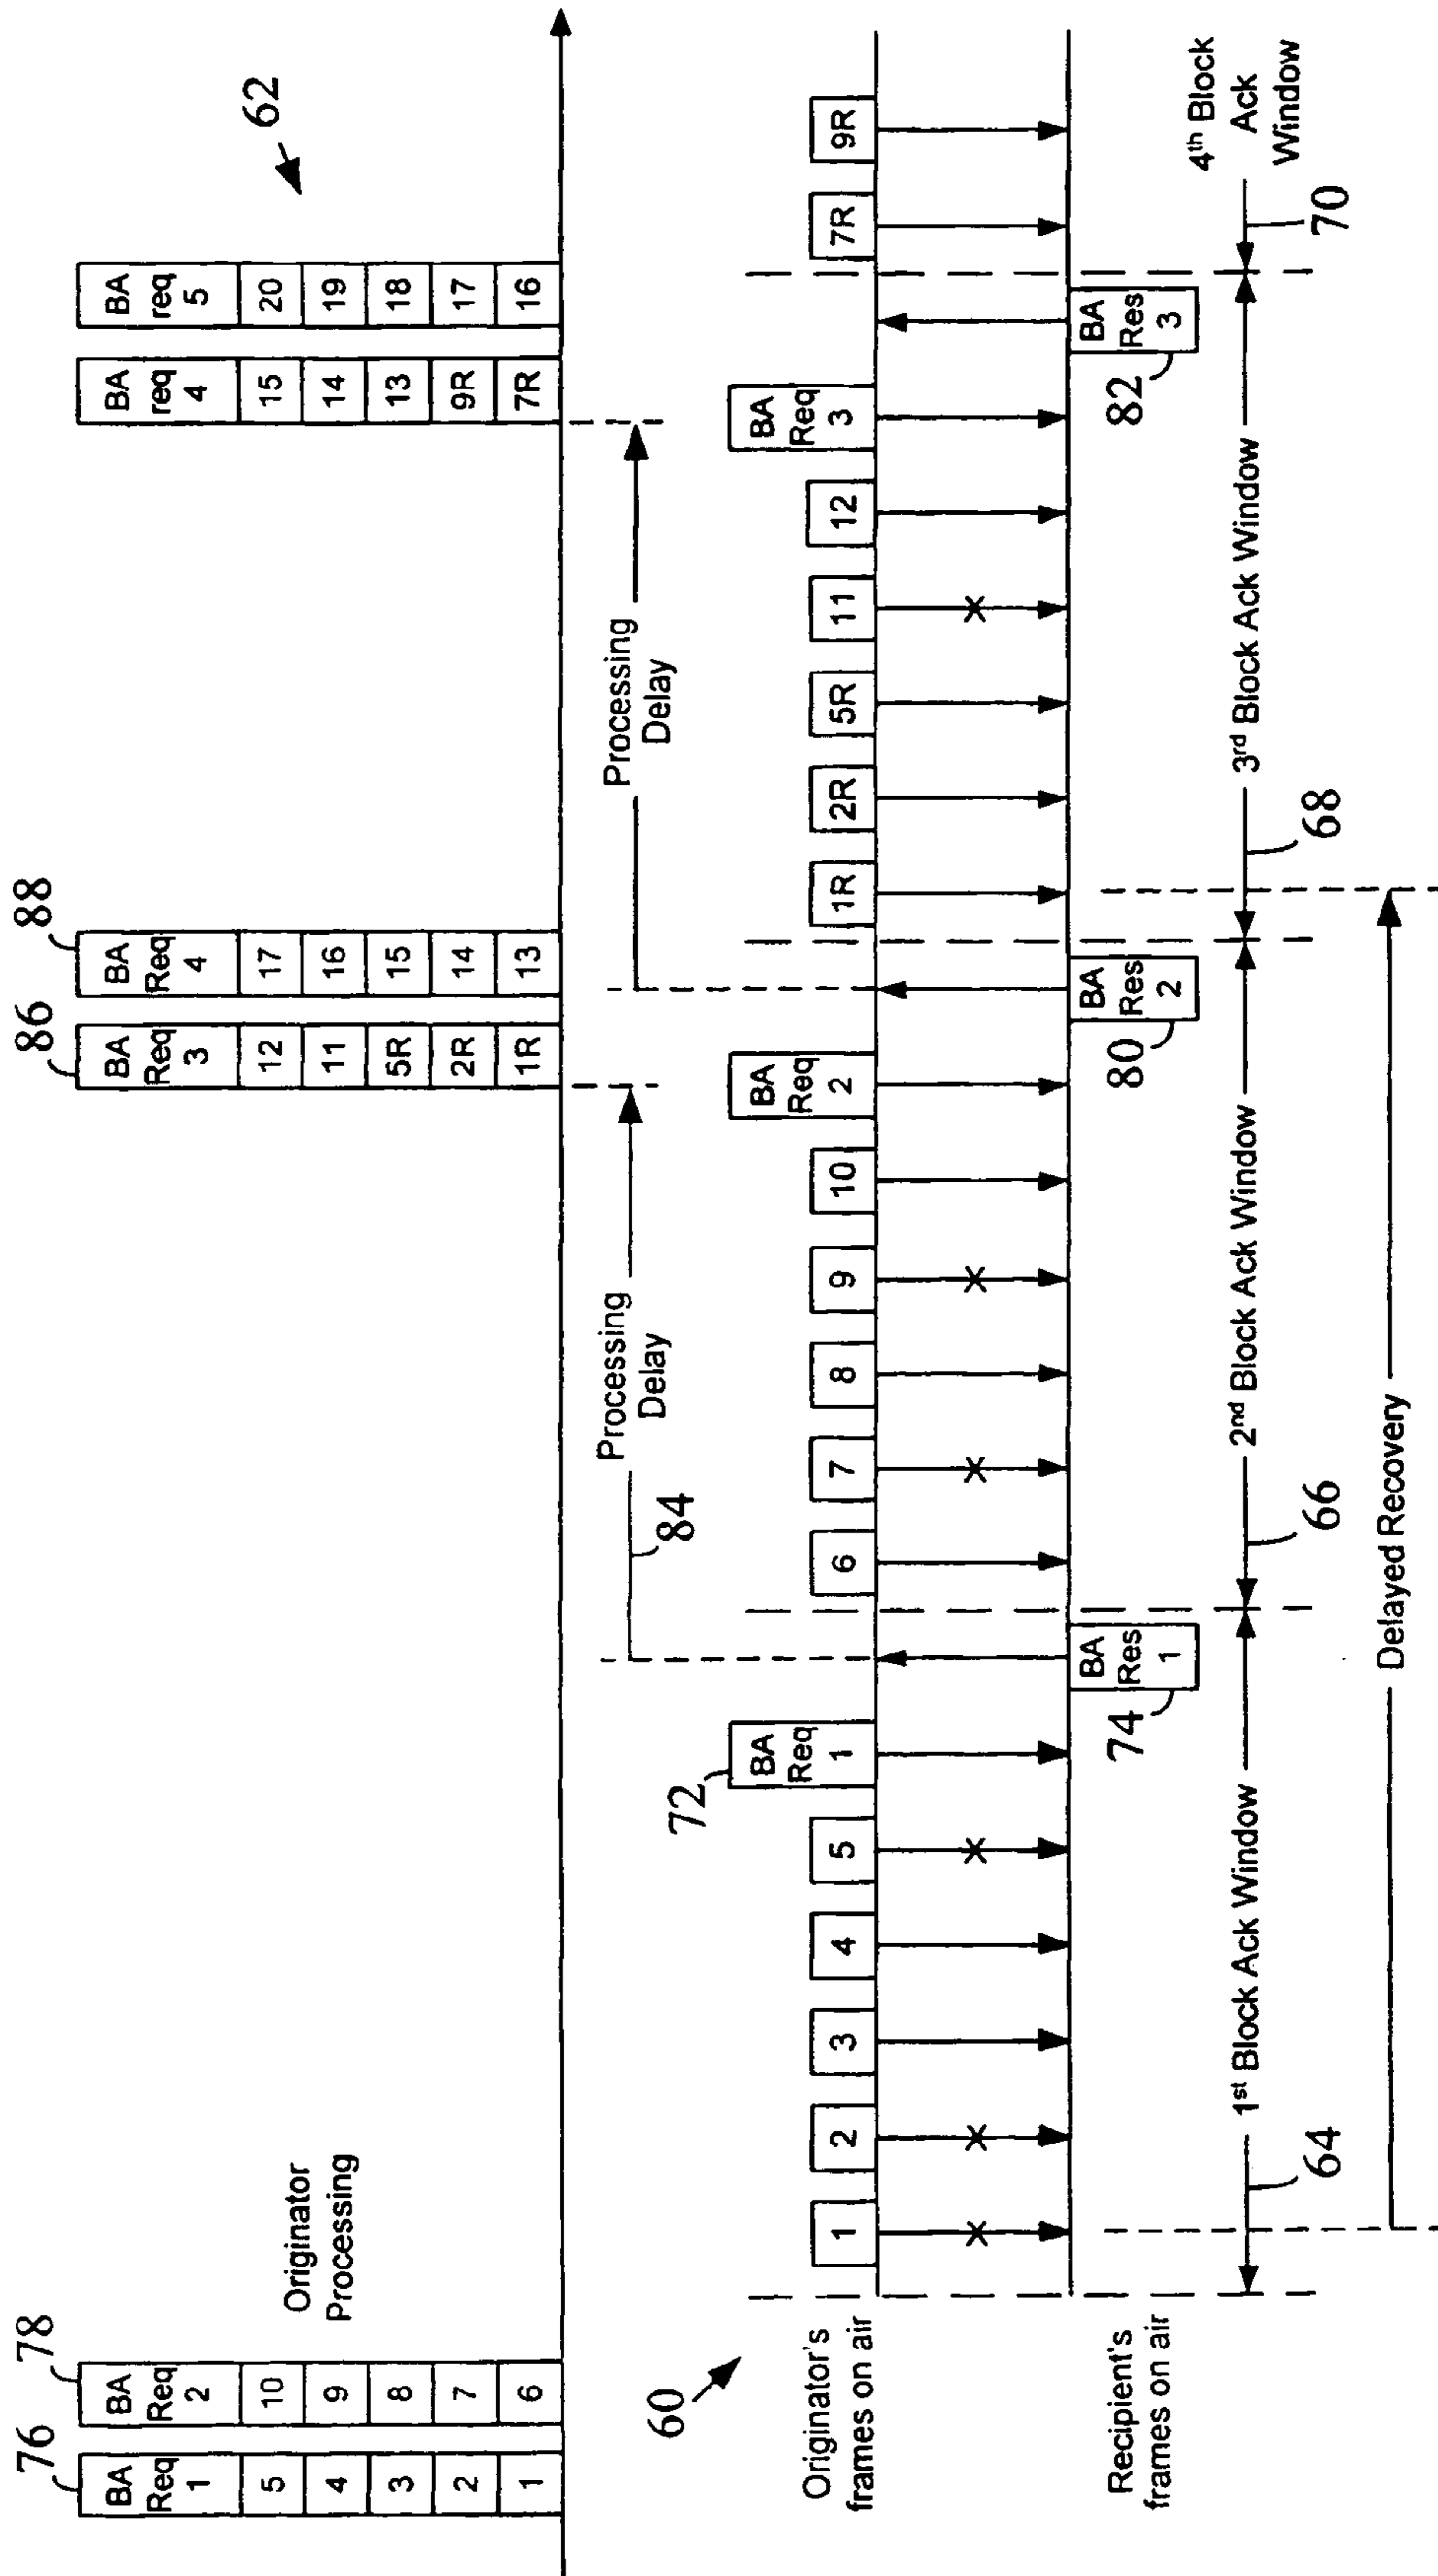 76
78
86
88
62
BA
Req
1
5
4
3
2
1
BA
Req
2
10
9
8
7
6
Originator
Processing
BA
Req
3
12
11
5R
2R
1R
BA
Req
4
17
16
15
14
13
BA
req
4
15
14
13
9R
7R
BA
req
5
20
19
18
17
16
84
Processing
Delay
Processing
Delay
60
72
Originator's
frames on air
1
2
3
4
5
BA
Req
1
6
7
8
9
10
BA
Req
2
1R
2R
5R
11
12
BA
Req
3
7R
9R
Recipient's
frames on air
BA
Res
1
BA
Res
2
BA
Res
3
74
80
82
1st Block Ack Window
2nd Block Ack Window
3rd Block Ack Window
4th Block
Ack
Window
64
66
68
70
Delayed Recovery